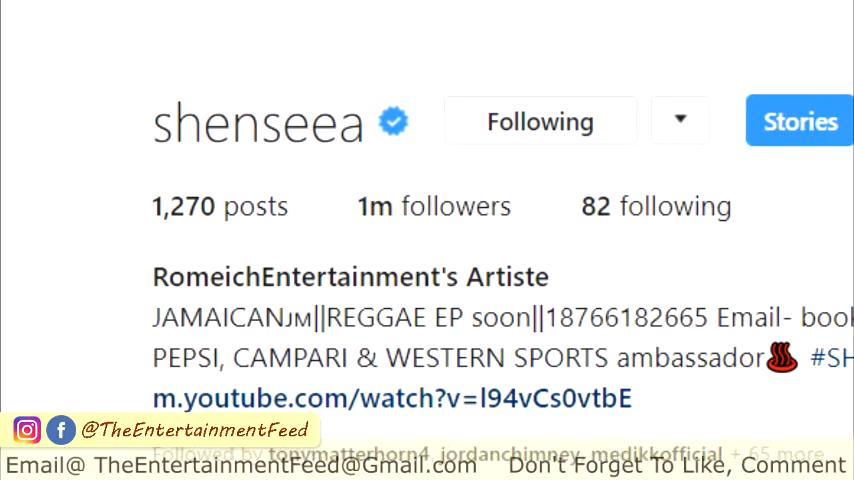 shenseea Following Stories
1,270 posts 1m followers 82 following
RomeichEntertainment's Artiste
JAMAICANJM||REGGAE EP soon||18766182665 Email- book
PEPSI, CAMPARI & WESTERN SPORTS ambassador♨️ #SH
m.youtube.com/watch?v=l94vCs0vtbE
@TheEntertainmentFeed
Followed by tonymatterhorn4, jordanchimney, medikkofficial + 65 more
Email@ TheEntertainmentFeed@Gmail.com Don't Forget To Like, Comment